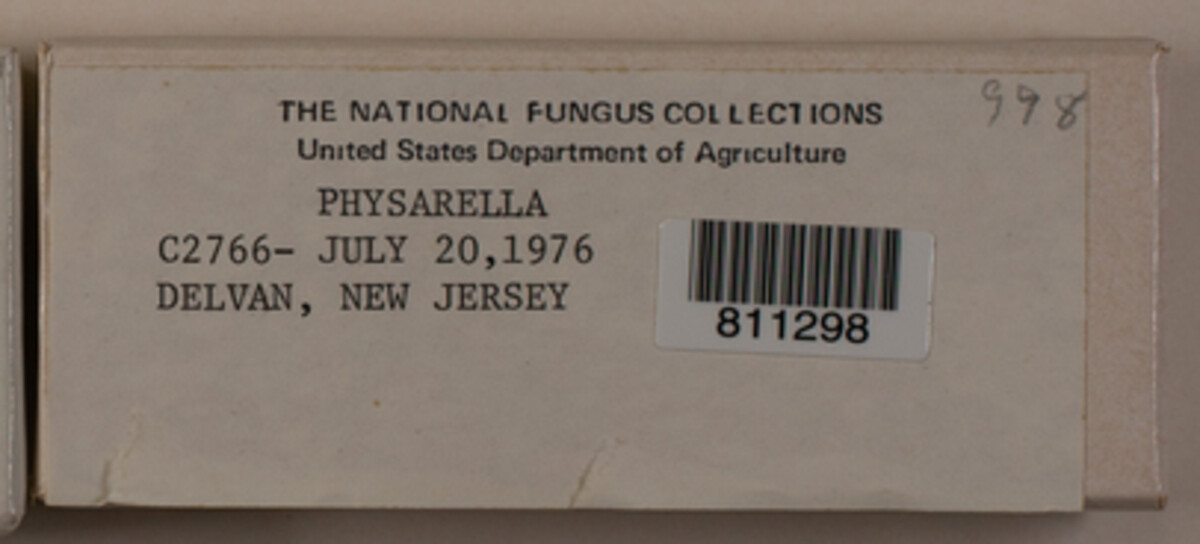 998
THE NATIONAL FUNGUS COLLECTIONS
United States Department of Agriculture
PHYSARELLA
C2766- JULY 20,1976
DELVAN, NEW JERSEY
811298